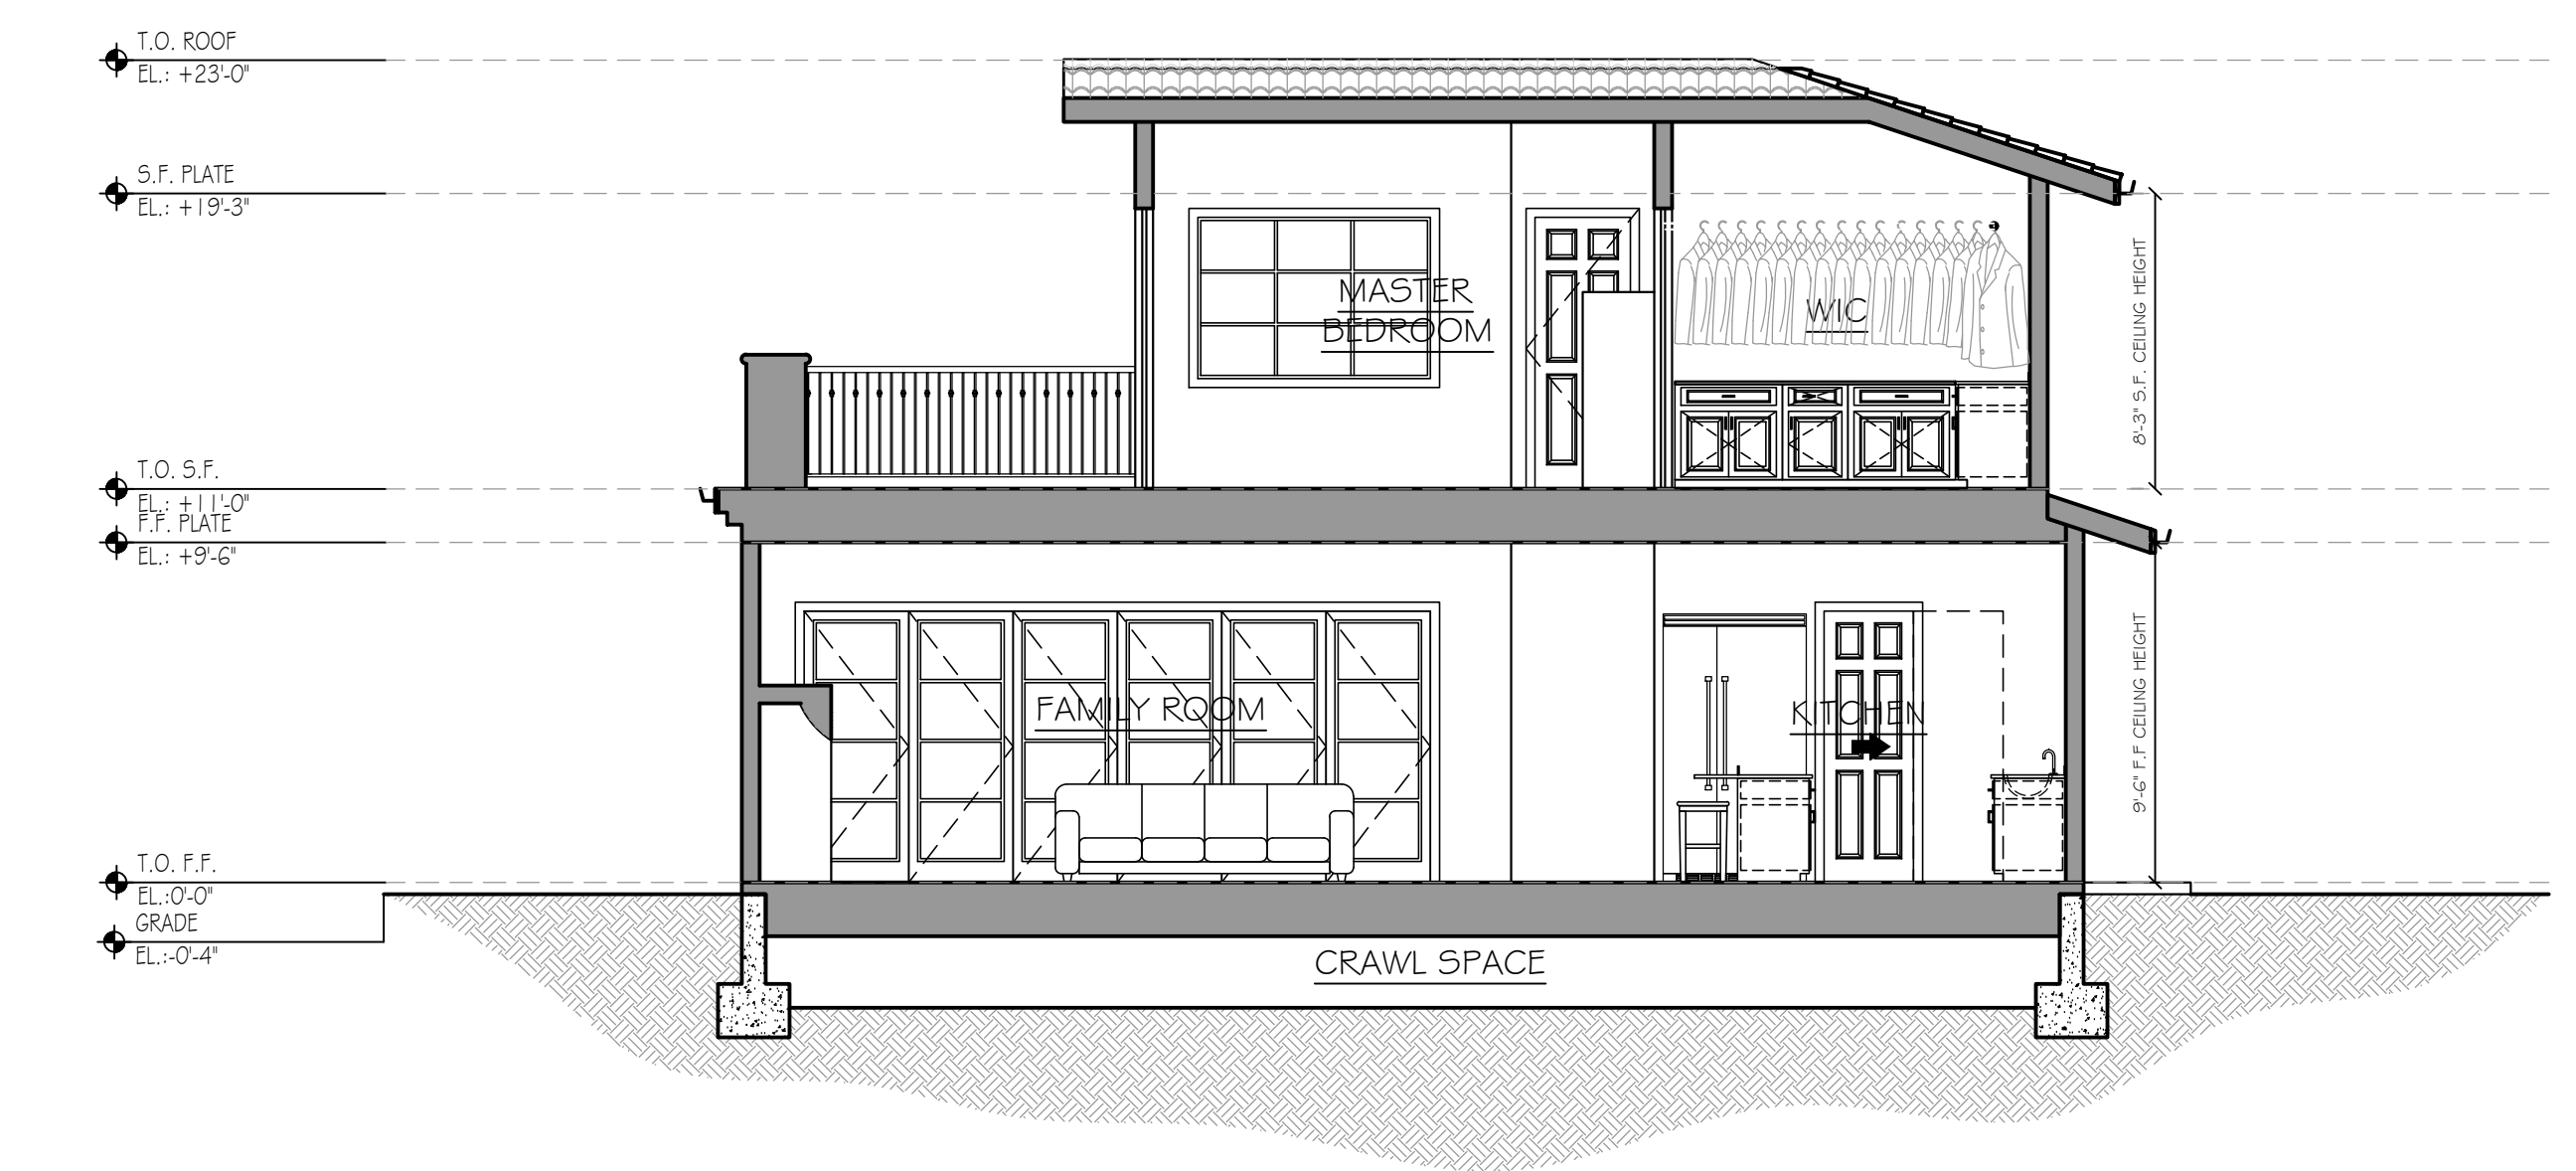 T.O. ROOF
EL.: +23'-0"
S.F. PLATE
EL.: +19'-3"
T.O. S.F.
EL.: +11'-0"
F.F. PLATE
EL.: +9'-6"
T.O. F.F.
EL.:0'-0"
GRADE
EL.:-0'-4"
MASTER
BEDROOM
WIC
8'-3" S.F. CEILING HEIGHT
FAMILY ROOM
KITCHEN
9'-6" F.F CEILING HEIGHT
CRAWL SPACE